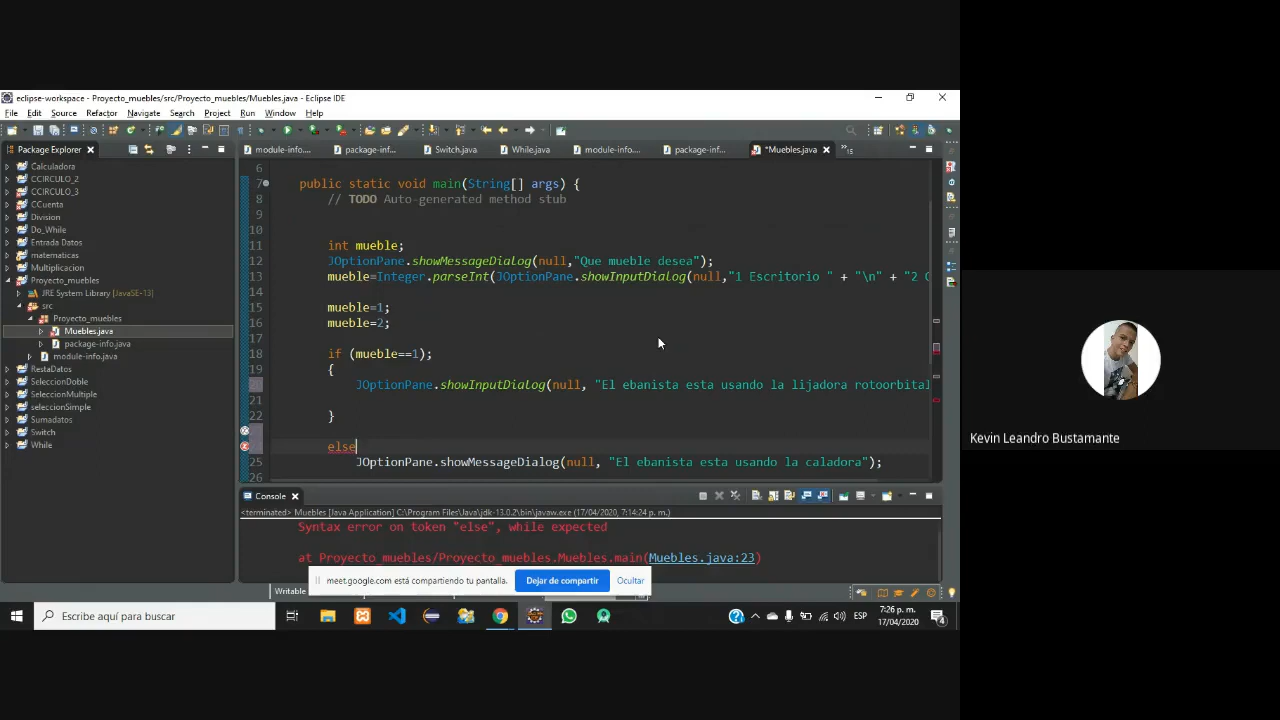 eclipse-workspace - Proyecto_muebles/src/Proyecto_muebles/Muebles.java - Eclipse IDE
File Edit Source Refactor Navigate Search Project Run Window Help
Package Explorer
module-info.... package-inf... Switch.java While.java module-info.... package-inf... *Muebles.java »15
Calculadora
CCIRCULO_2
CCIRCULO_3
CCuenta
Division
Do_While
Entrada Datos
matematicas
Multiplicacion
Proyecto_muebles
JRE System Library [JavaSE-13]
src
Proyecto_muebles
Muebles.java
package-info.java
module-info.java
RestaDatos
SeleccionDoble
SeleccionMultiple
seleccionSimple
Sumadatos
Switch
While
6
7 public static void main(String[] args) {
8 // TODO Auto-generated method stub
9
10
11 int mueble;
12 JOptionPane.showMessageDialog(null,"Que mueble desea");
13 mueble=Integer.parseInt(JOptionPane.showInputDialog(null,"1 Escritorio " + "\n" + "2 C
14
15 mueble=1;
16 mueble=2;
17
18 if (mueble==1);
19 {
20 JOptionPane.showInputDialog(null, "El ebanista esta usando la lijadora rotoorbital
21
22 }
else
25 JOptionPane.showMessageDialog(null, "El ebanista esta usando la caladora");
26
Console
<terminated> Muebles [Java Application] C:\Program Files\Java\jdk-13.0.2\bin\javaw.exe (17/04/2020, 7:14:24 p. m.)
Syntax error on token "else", while expected
at Proyecto_muebles/Proyecto_muebles.Muebles.main(Muebles.java:23)
meet.google.com está compartiendo tu pantalla. Dejar de compartir Ocultar
Writable
Escribe aquí para buscar
ESP
7:26 p. m.
17/04/2020
4
Kevin Leandro Bustamante